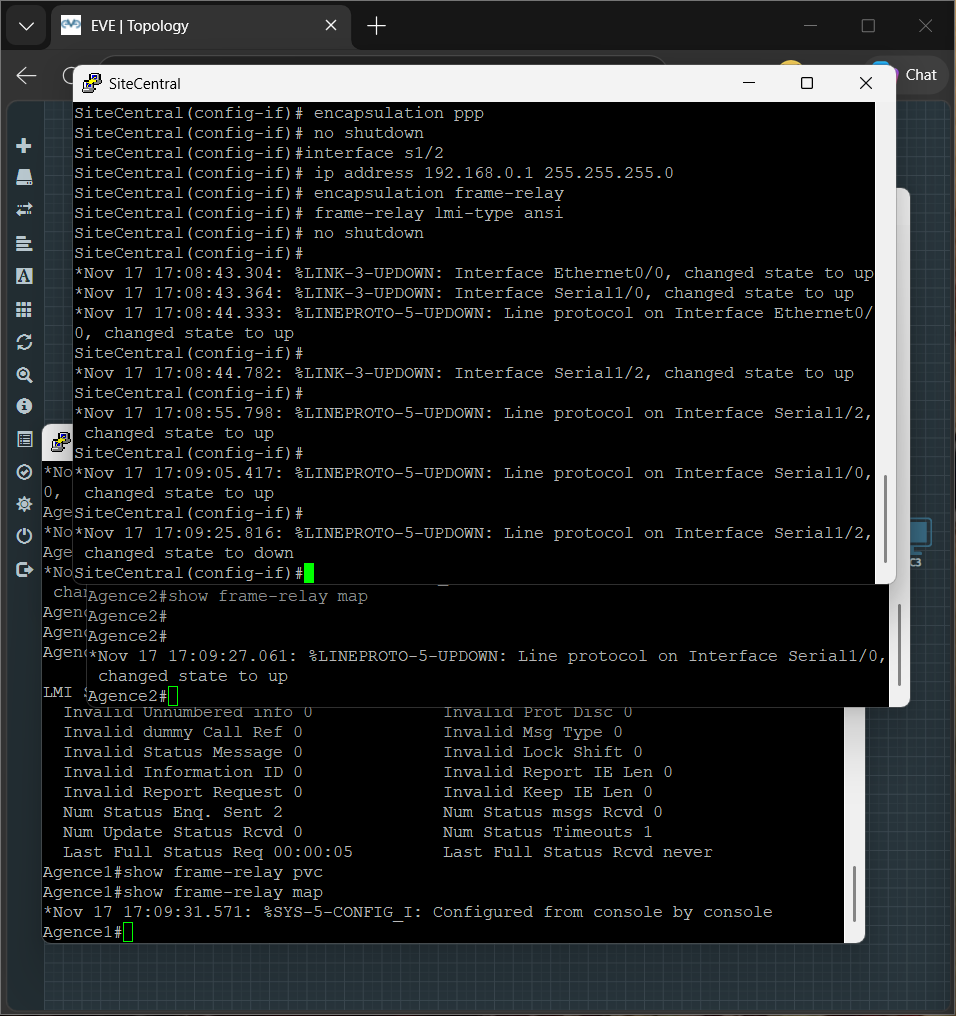 EVE | Topology
Chat
SiteCentral
SiteCentral(config-if)# encapsulation ppp
SiteCentral(config-if)# no shutdown
SiteCentral(config-if)#interface s1/2
SiteCentral(config-if)# ip address 192.168.0.1 255.255.255.0
SiteCentral(config-if)# encapsulation frame-relay
SiteCentral(config-if)# frame-relay lmi-type ansi
SiteCentral(config-if)# no shutdown
SiteCentral(config-if)#
*Nov 17 17:08:43.304: %LINK-3-UPDOWN: Interface Ethernet0/0, changed state to up
*Nov 17 17:08:43.364: %LINK-3-UPDOWN: Interface Serial1/0, changed state to up
*Nov 17 17:08:44.333: %LINEPROTO-5-UPDOWN: Line protocol on Interface Ethernet0/
0, changed state to up
SiteCentral(config-if)#
*Nov 17 17:08:44.782: %LINK-3-UPDOWN: Interface Serial1/2, changed state to up
SiteCentral(config-if)#
*Nov 17 17:08:55.798: %LINEPROTO-5-UPDOWN: Line protocol on Interface Serial1/2,
changed state to up
SiteCentral(config-if)#
*Nov 17 17:09:05.417: %LINEPROTO-5-UPDOWN: Line protocol on Interface Serial1/0,
changed state to up
SiteCentral(config-if)#
*Nov 17 17:09:25.816: %LINEPROTO-5-UPDOWN: Line protocol on Interface Serial1/2,
changed state to down
SiteCentral(config-if)#
*No
0,
Age
*No
Age
*No
cha
Agenc
Agenc
Agenc
C3
Agence2#show frame-relay map
Agence2#
Agence2#
*Nov 17 17:09:27.061: %LINEPROTO-5-UPDOWN: Line protocol on Interface Serial1/0,
changed state to up
Agence2#
LMI
Invalid Unnumbered info 0 Invalid Prot Disc 0
Invalid dummy Call Ref 0 Invalid Msg Type 0
Invalid Status Message 0 Invalid Lock Shift 0
Invalid Information ID 0 Invalid Report IE Len 0
Invalid Report Request 0 Invalid Keep IE Len 0
Num Status Enq. Sent 2 Num Status msgs Rcvd 0
Num Update Status Rcvd 0 Num Status Timeouts 1
Last Full Status Req 00:00:05 Last Full Status Rcvd never
Agence1#show frame-relay pvc
Agence1#show frame-relay map
*Nov 17 17:09:31.571: %SYS-5-CONFIG_I: Configured from console by console
Agence1#